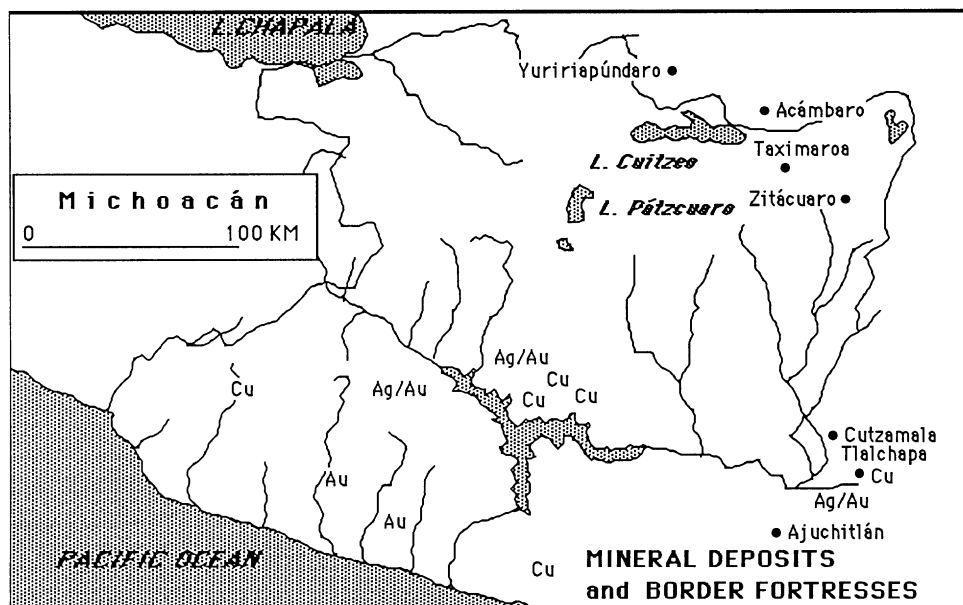 L. CHAPALA
Yuririapúndaro
Acámbaro
L. Cuitzeo
Taximaroa
Michoacán
0 100 KM
L. Pátzcuaro
Zitácuaro
Ag/Au
Cu
Cu
Ag/Au
Cu
Cu
Cutzamala
Tlalchapa
Cu
Au
Ag/Au
Au
Ajuchitlán
PACIFIC OCEAN
Cu
MINERAL DEPOSITS
and BORDER FORTRESSES